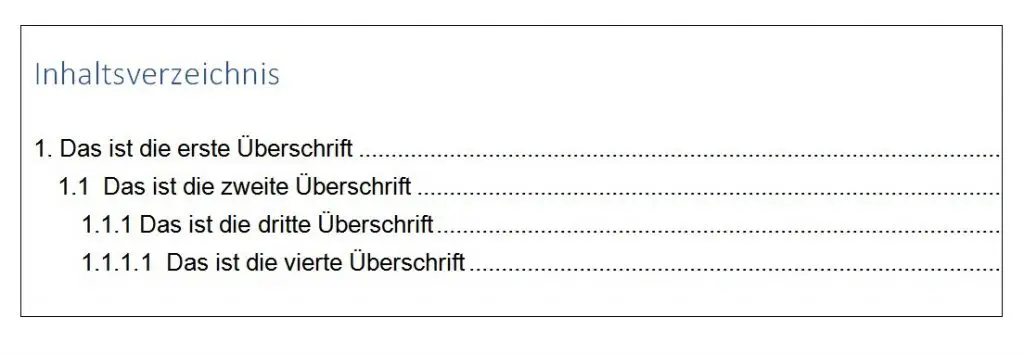 Inhaltsverzeichnis
1. Das ist die erste Überschrift ........................................................................................................
1.1  Das ist die zweite Überschrift ...............................................................................................
1.1.1 Das ist die dritte Überschrift ............................................................................................
1.1.1.1  Das ist die vierte Überschrift .......................................................................................